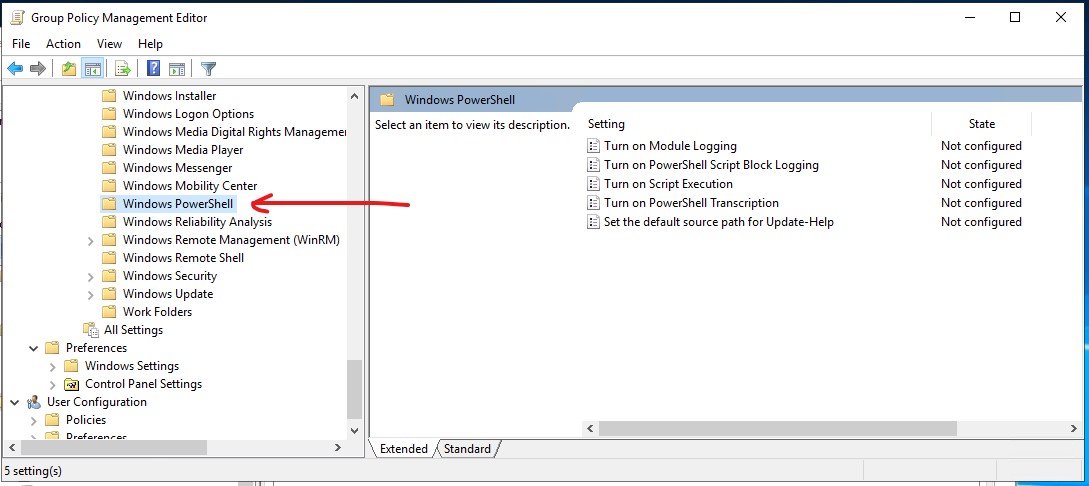 Group Policy Management Editor
File Action View Help
Windows Installer
Windows Logon Options
Windows Media Digital Rights Managemer
Windows Media Player
Windows Messenger
Windows Mobility Center
Windows PowerShell
Windows Reliability Analysis
Windows Remote Management (WinRM)
Windows Remote Shell
Windows Security
Windows Update
Work Folders
All Settings
Preferences
Windows Settings
Control Panel Settings
User Configuration
Policies
Preferences
Windows PowerShell
Select an item to view its description.
Setting State
Turn on Module Logging Not configured
Turn on PowerShell Script Block Logging Not configured
Turn on Script Execution Not configured
Turn on PowerShell Transcription Not configured
Set the default source path for Update-Help Not configured
Extended Standard
5 setting(s)